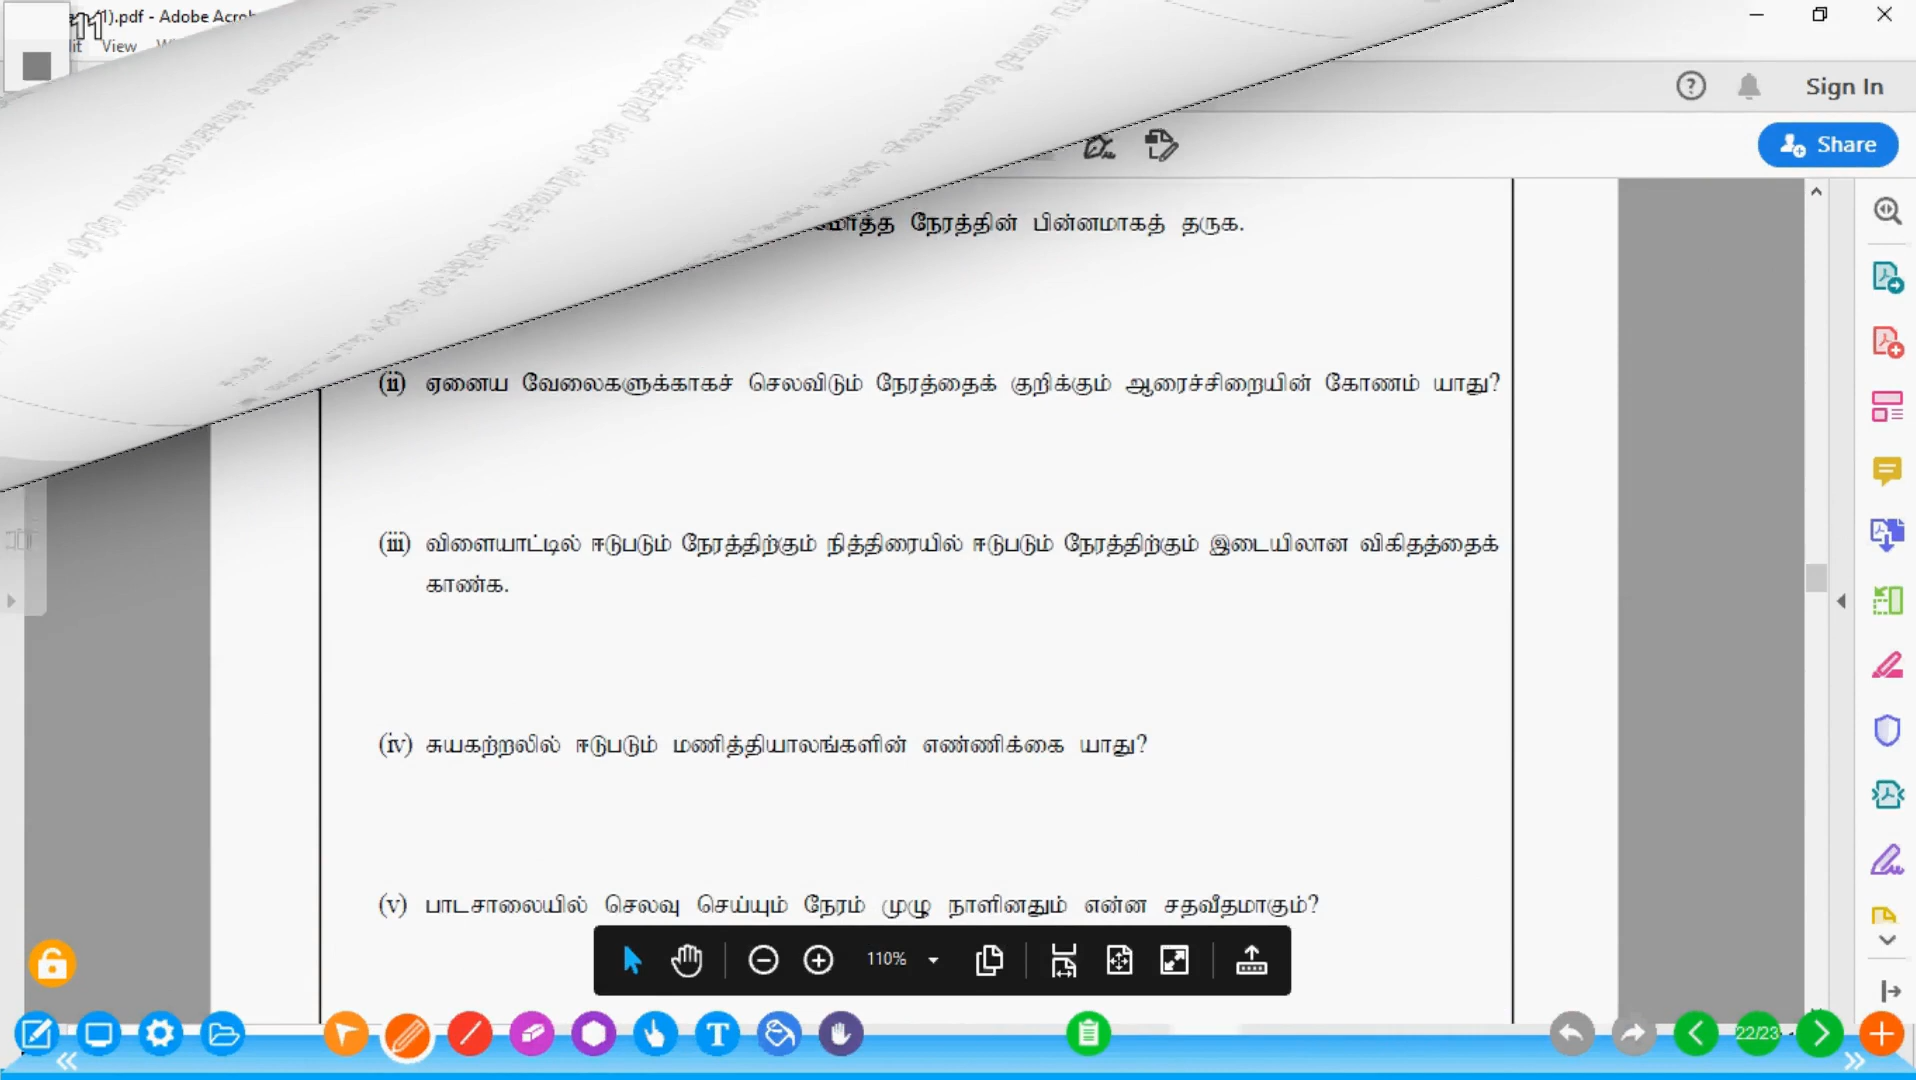 11
(1).pdf - Adobe Acrob
View
Sign In
Share
நேரத்தின் பின்னமாகத் தருக.
(ii) ஏனைய வேலைகளுக்காகச் செலவிடும் நேரத்தைக் குறிக்கும் ஆரைச்சிறையின் கோணம் யாது?
(iii) விளையாட்டில் ஈடுபடும் நேரத்திற்கும் நித்திரையில் ஈடுபடும் நேரத்திற்கும் இடையிலான விகிதத்தைக்
காண்க.
(iv) சுயகற்றலில் ஈடுபடும் மணித்தியாலங்களின் எண்ணிக்கை யாது?
(v) பாடசாலையில் செலவு செய்யும் நேரம் முழு நாளினதும் என்ன சதவீதமாகும்?
110%
22/23